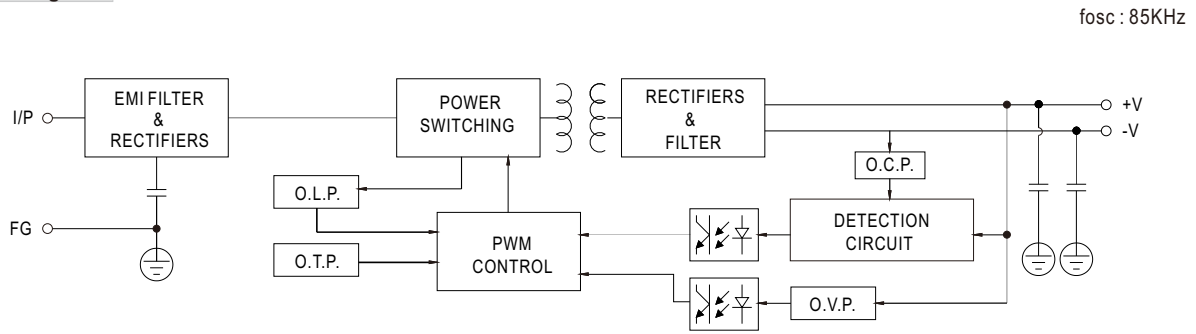 fosc : 85KHz
I/P
EMI FILTER
&
RECTIFIERS
POWER
SWITCHING
RECTIFIERS
&
FILTER
+V
-V
O.C.P.
O.L.P.
FG
PWM
CONTROL
DETECTION
CIRCUIT
O.T.P.
O.V.P.